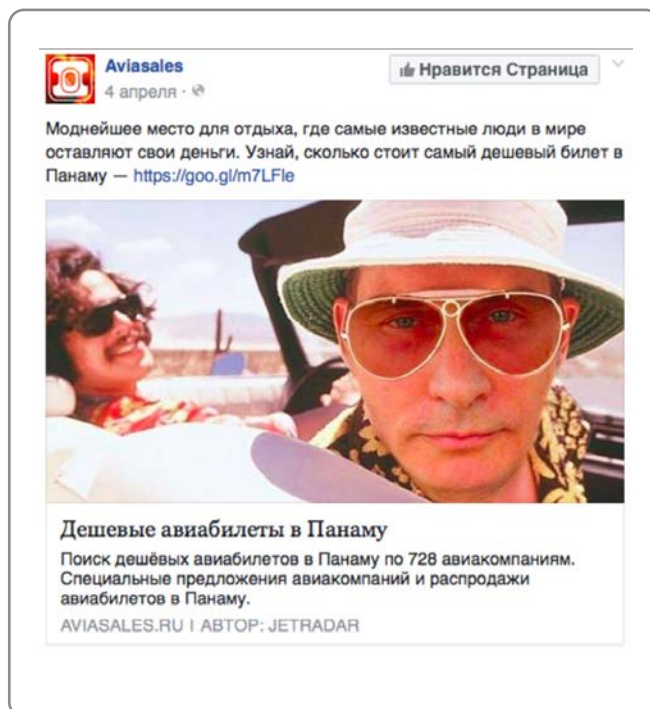 Aviasales
Нравится Страница
4 апреля ·
Моднейшее место для отдыха, где самые известные люди в мире
оставляют свои деньги. Узнай, сколько стоит самый дешевый билет в
Панаму — https://goo.gl/m7LFle
Дешевые авиабилеты в Панаму
Поиск дешёвых авиабилетов в Панаму по 728 авиакомпаниям.
Специальные предложения авиакомпаний и распродажи
авиабилетов в Панаму.
AVIASALES.RU | АВТОР: JETRADAR